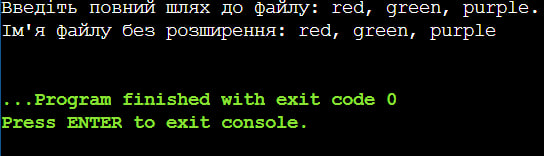 Введіть повний шлях до файлу: red, green, purple.
Ім'я файлу без розширення: red, green, purple
...Program finished with exit code 0
Press ENTER to exit console.